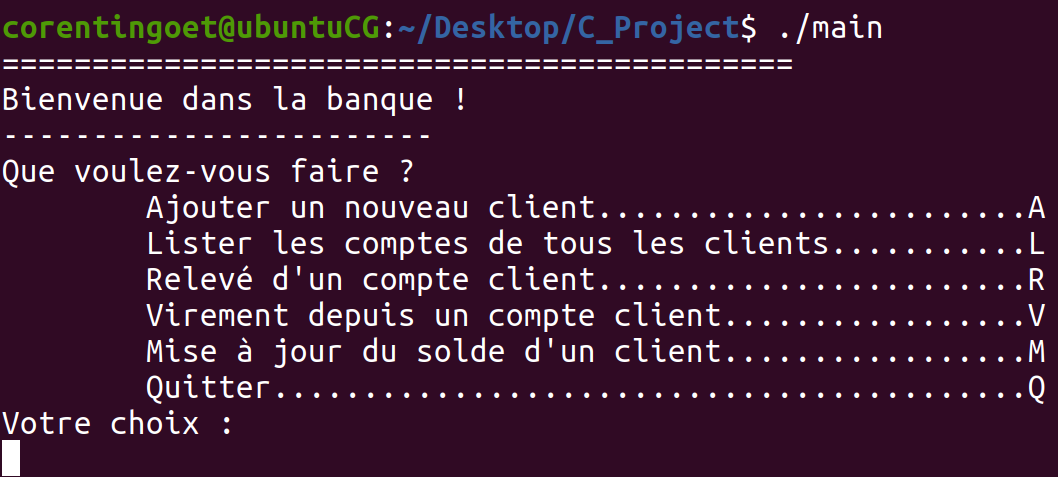 corentingoet@ubuntuCG:~/Desktop/C_Project$ ./main
============================================
Bienvenue dans la banque !
------------------------
Que voulez-vous faire ?
        Ajouter un nouveau client........................A
        Lister les comptes de tous les clients...........L
        Relevé d'un compte client........................R
        Virement depuis un compte client.................V
        Mise à jour du solde d'un client.................M
        Quitter..........................................Q
Votre choix :